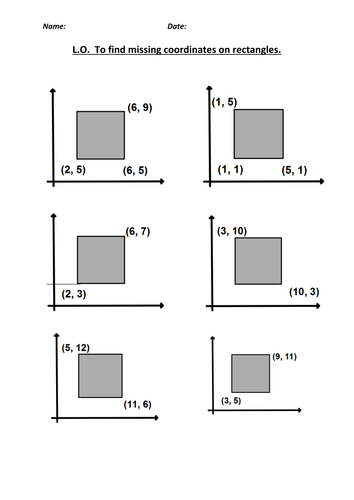 Name: Date:
L.O. To find missing coordinates on rectangles.
(6, 9)
(2, 5) (6, 5)
(1, 5)
(1, 1) (5, 1)
(6, 7)
(2, 3)
(3, 10)
(10, 3)
(5, 12)
(11, 6)
(9, 11)
(3, 5)